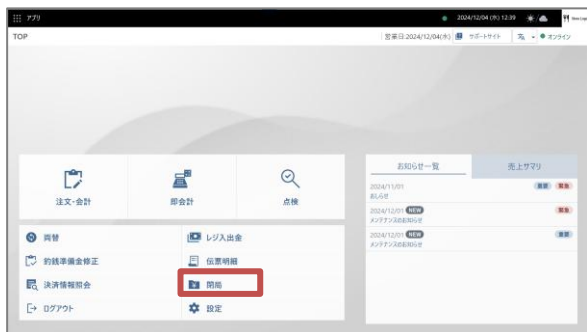 アプリ
2024/12/04 (水) 12:39
TOP
営業日:2024/12/04(水)
サポートサイト
オンライン
注文・会計
即会計
点検
両替
レジ入出金
釣銭準備金修正
伝票明細
決済情報照会
閉局
ログアウト
設定
お知らせ一覧
売上サマリ
2024/11/01
重要
緊急
おしらせ
2024/12/01 NEW
緊急
メンテナンスのお知らせ
2024/12/01 NEW
重要
メンテナンスのお知らせ